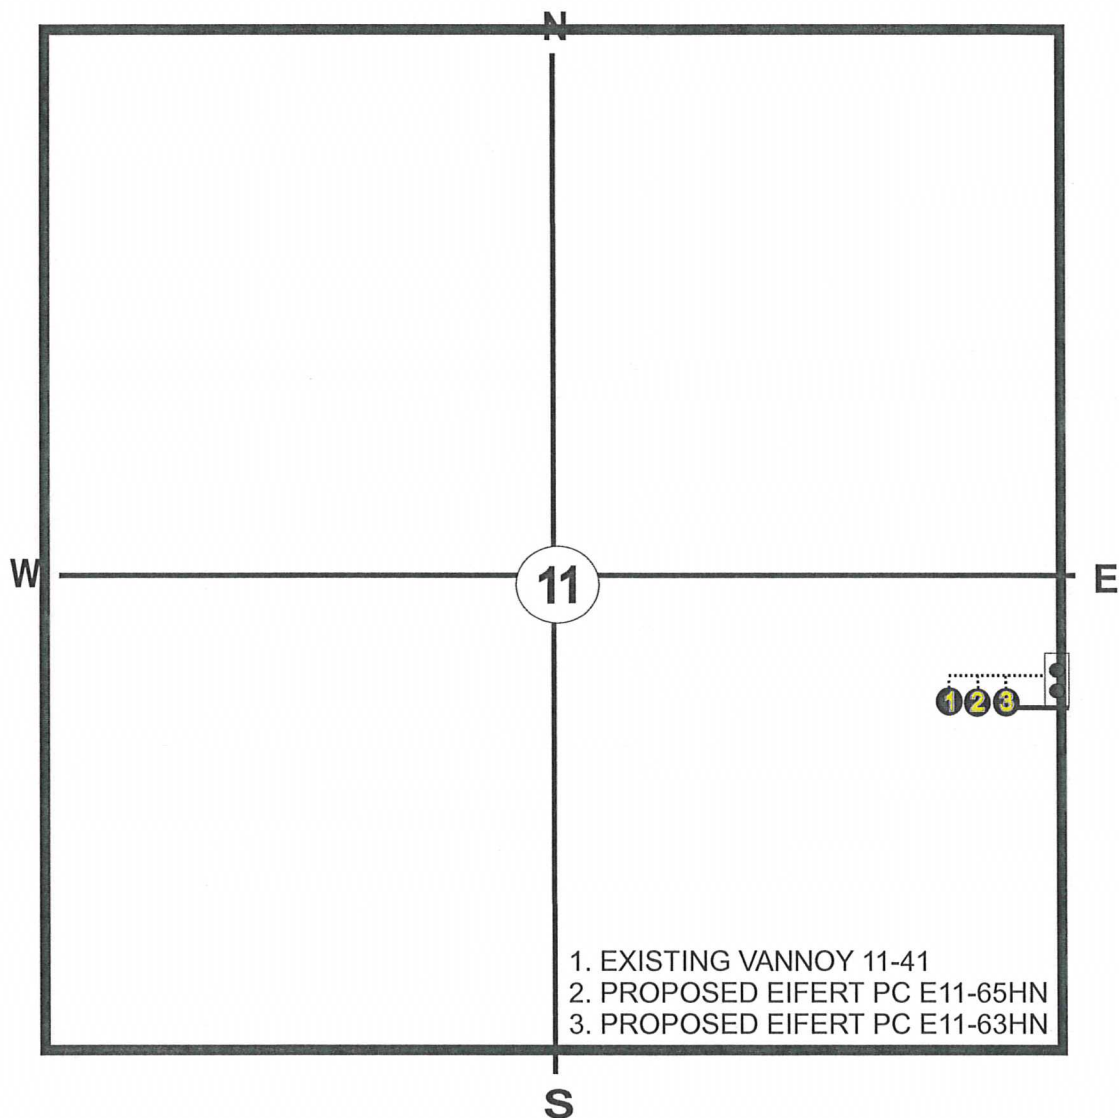 N
W
11
E
1 2 3
1. EXISTING VANNOY 11-41
2. PROPOSED EIFERT PC E11-65HN
3. PROPOSED EIFERT PC E11-63HN
S